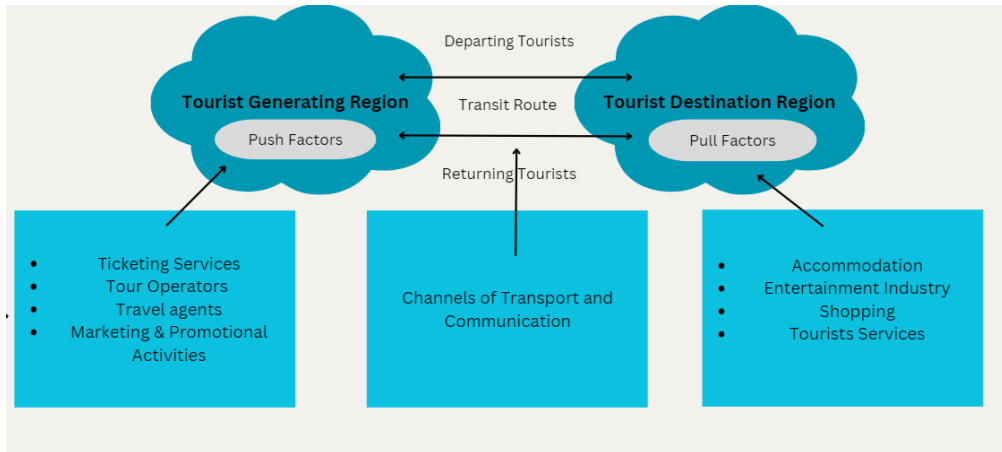 Departing Tourists
Tourist Generating Region
Transit Route
Tourist Destination Region
Push Factors
Pull Factors
Returning Tourists
• Ticketing Services
• Tour Operators
• Travel agents
• Marketing & Promotional
Activities
Channels of Transport and
Communication
• Accommodation
• Entertainment Industry
• Shopping
• Tourists Services